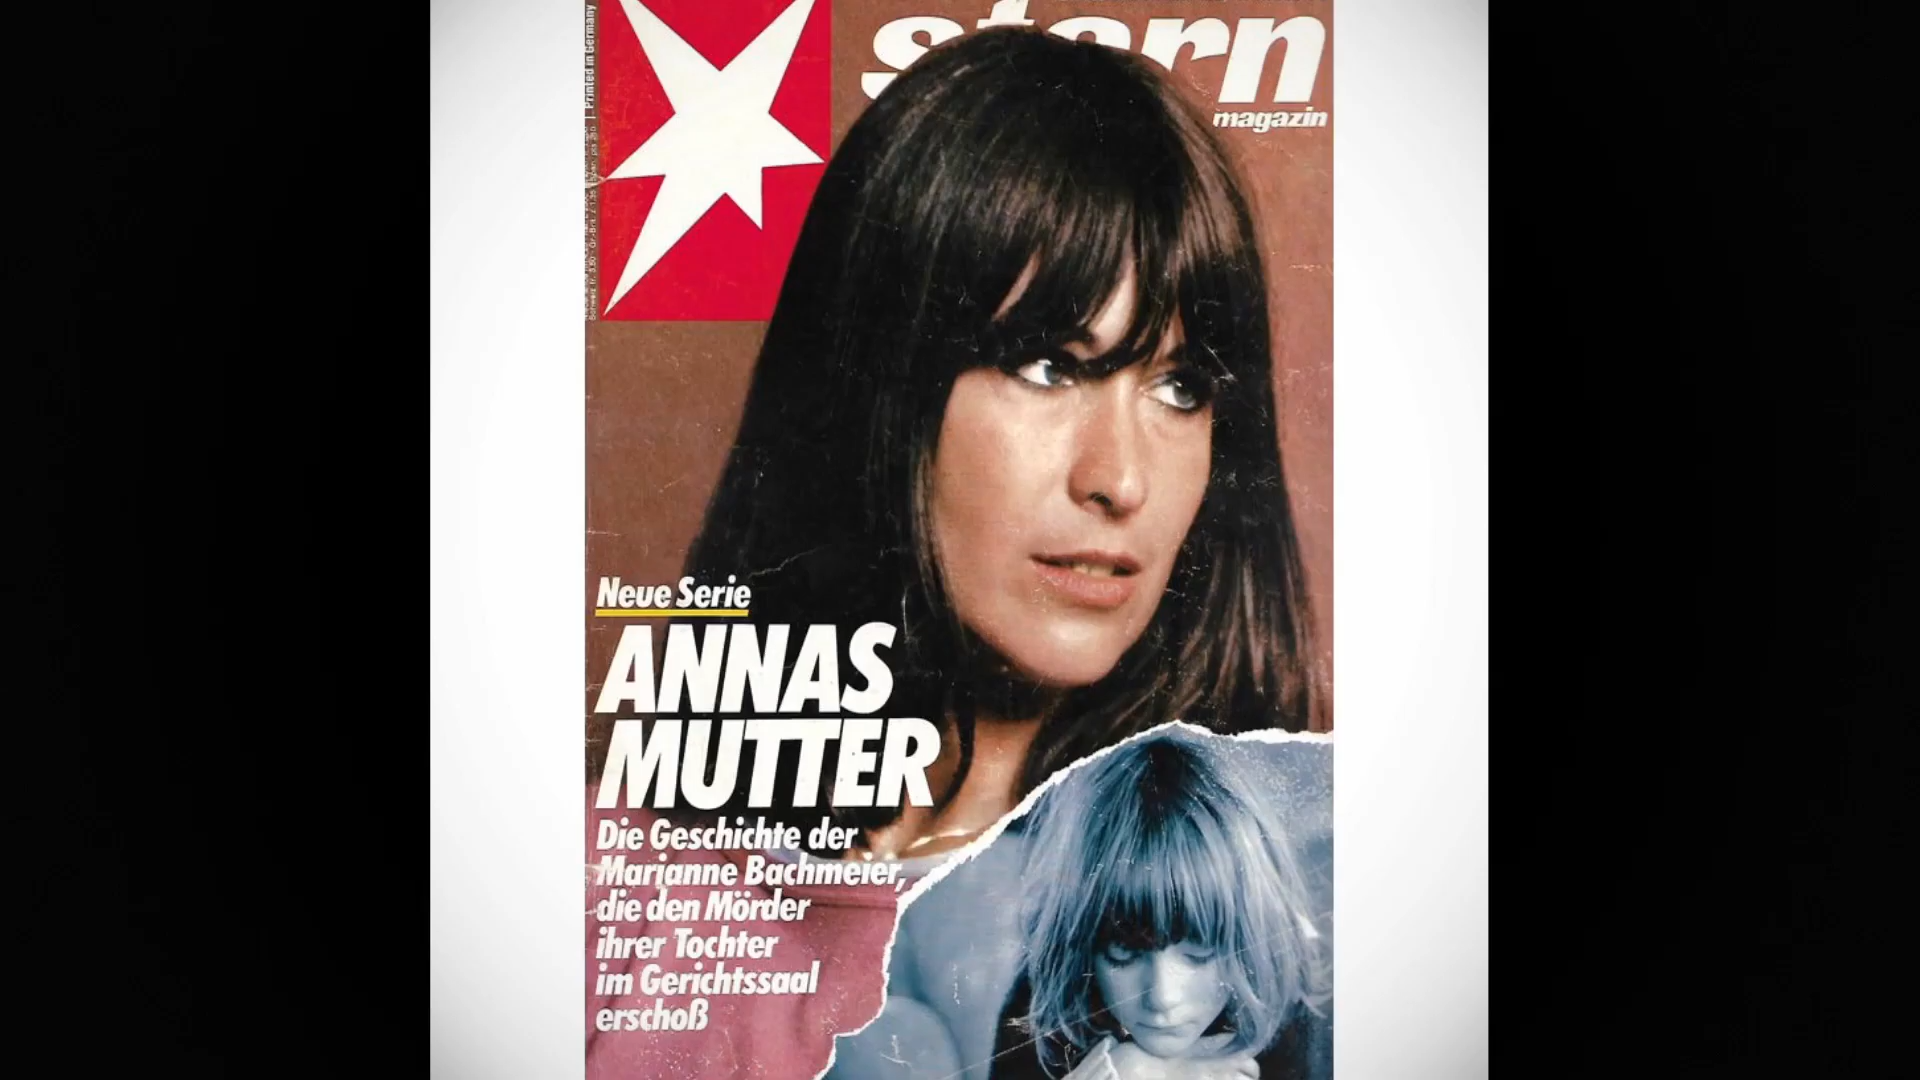 stern
magazin
Printed in Germany
Neue Serie
ANNAS
MUTTER
Die Geschichte der
Marianne Bachmeier,
die den Mörder
ihrer Tochter
im Gerichtssaal
erschoß